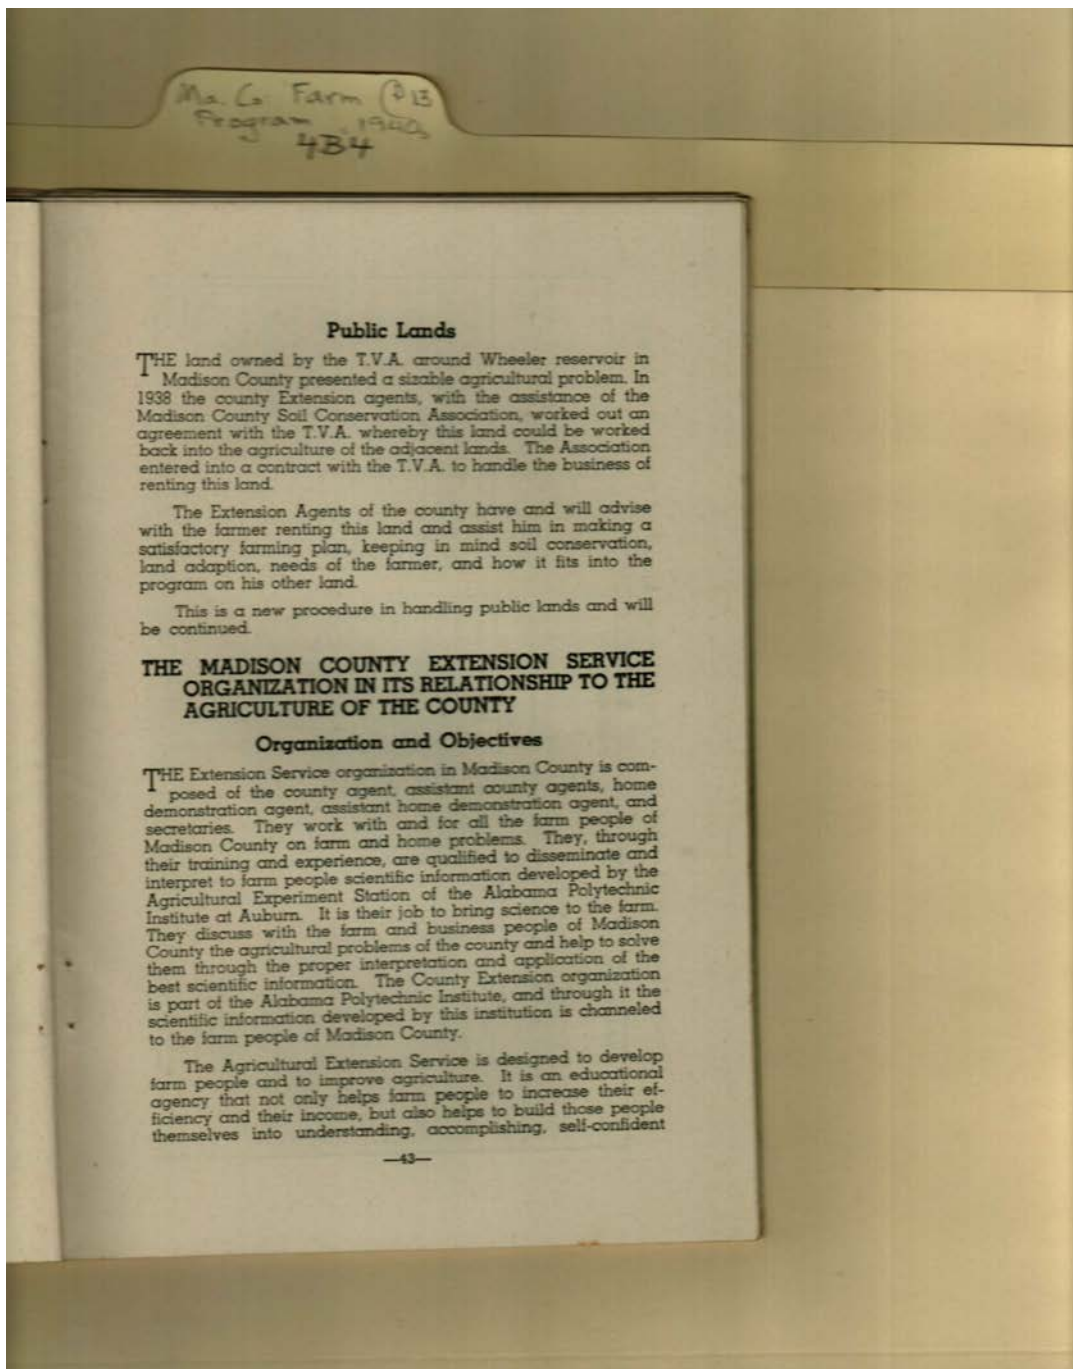 Ma. Co. Farm
Program 1940s
4B4
Public Lands
THE land owned by the T.V.A. around Wheeler reservoir in
Madison County presented a sizable agricultural problem. In
1938 the county Extension agents, with the assistance of the
Madison County Soil Conservation Association, worked out an
agreement with the T.V.A. whereby this land could be worked
back into the agriculture of the adjacent lands. The Association
entered into a contract with the T.V.A. to handle the business of
renting this land.
The Extension Agents of the county have and will advise
with the farmer renting this land and assist him in making a
satisfactory farming plan, keeping in mind soil conservation,
land adaption, needs of the farmer, and how it fits into the
program on his other land.
This is a new procedure in handling public lands and will
be continued.
THE MADISON COUNTY EXTENSION SERVICE
ORGANIZATION IN ITS RELATIONSHIP TO THE
AGRICULTURE OF THE COUNTY
Organization and Objectives
THE Extension Service organization in Madison County is com-
posed of the county agent, assistant county agents, home
demonstration agent, assistant home demonstration agent, and
secretaries. They work with and for all the farm people of
Madison County on farm and home problems. They, through
their training and experience, are qualified to disseminate and
interpret to farm people scientific information developed by the
Agricultural Experiment Station of the Alabama Polytechnic
Institute at Auburn. It is their job to bring science to the farm.
They discuss with the farm and business people of Madison
County the agricultural problems of the county and help to solve
them through the proper interpretation and application of the
best scientific information. The County Extension organization
is part of the Alabama Polytechnic Institute, and through it the
scientific information developed by this institution is channeled
to the farm people of Madison County.
The Agricultural Extension Service is designed to develop
farm people and to improve agriculture. It is an educational
agency that not only helps farm people to increase their ef-
ficiency and their income, but also helps to build those people
themselves into understanding, accomplishing, self-confident
—43—